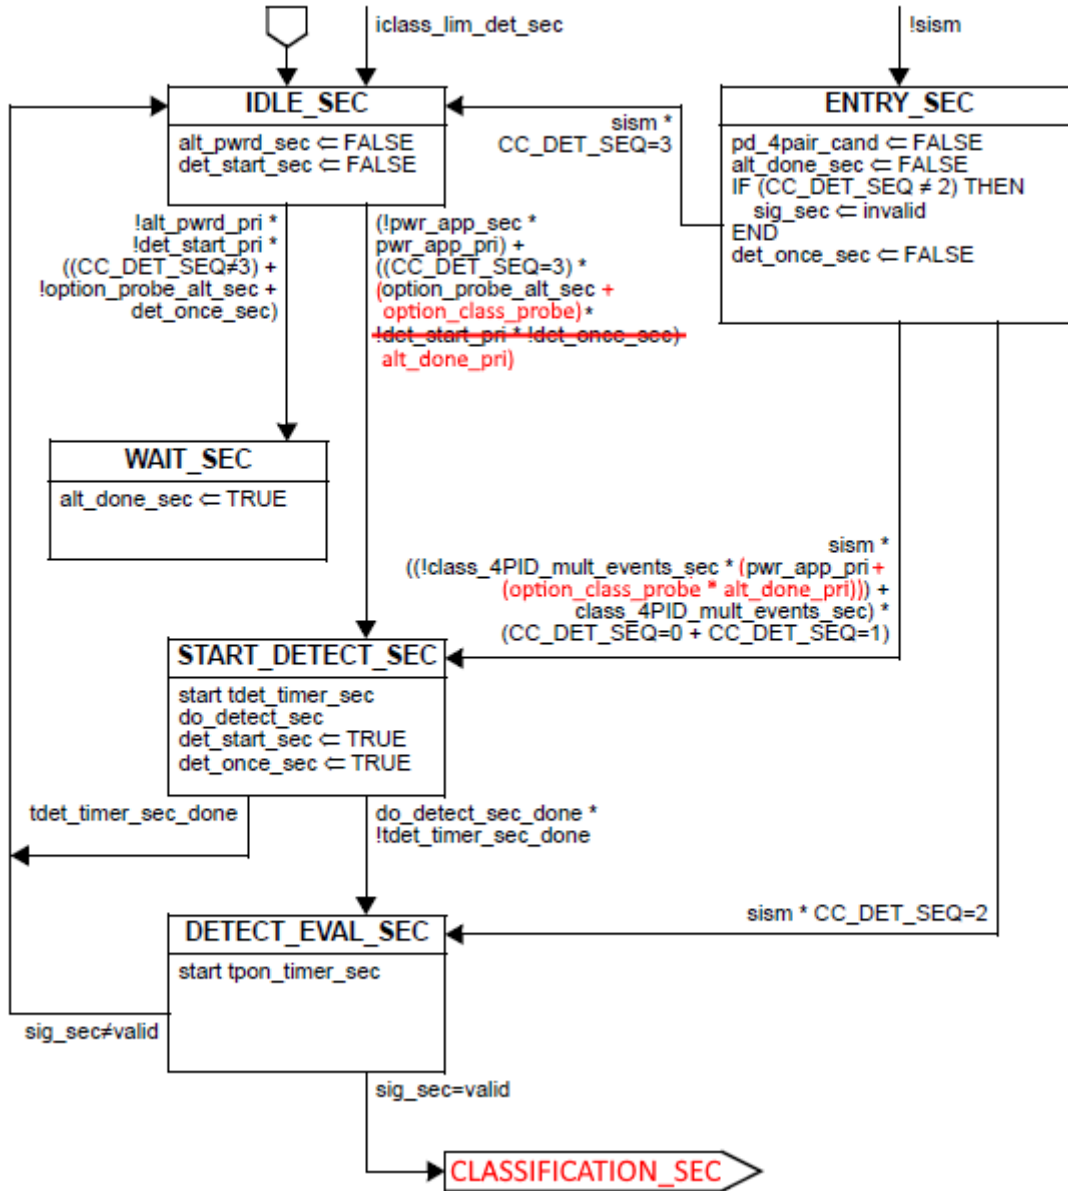 iclass_lim_det_sec
!sism
IDLE_SEC
alt_pwrd_sec ⇐ FALSE
det_start_sec ⇐ FALSE
sism *
CC_DET_SEQ=3
ENTRY_SEC
pd_4pair_cand ⇐ FALSE
alt_done_sec ⇐ FALSE
IF (CC_DET_SEQ ≠ 2) THEN
sig_sec ⇐ invalid
END
det_once_sec ⇐ FALSE
!alt_pwrd_pri *
!det_start_pri *
((CC_DET_SEQ≠3) +
!option_probe_alt_sec +
det_once_sec)
(!pwr_app_sec *
pwr_app_pri) +
((CC_DET_SEQ=3) *
(option_probe_alt_sec +
option_class_probe) *
!det_start_pri * !det_once_sec)
alt_done_pri)
WAIT_SEC
alt_done_sec ⇐ TRUE
sism *
((!class_4PID_mult_events_sec * (pwr_app_pri +
(option_class_probe * alt_done_pri))) +
class_4PID_mult_events_sec) *
(CC_DET_SEQ=0 + CC_DET_SEQ=1)
START_DETECT_SEC
start tdet_timer_sec
do_detect_sec
det_start_sec ⇐ TRUE
det_once_sec ⇐ TRUE
tdet_timer_sec_done
do_detect_sec_done *
!tdet_timer_sec_done
sism * CC_DET_SEQ=2
DETECT_EVAL_SEC
start tpon_timer_sec
sig_sec≠valid
sig_sec=valid
CLASSIFICATION_SEC